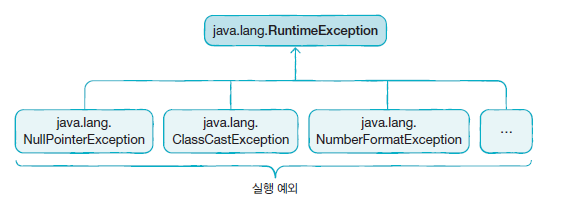 java.lang.RuntimeException
java.lang.
NullPointerException
java.lang.
ClassCastException
java.lang.
NumberFormatException
...
실행 예외